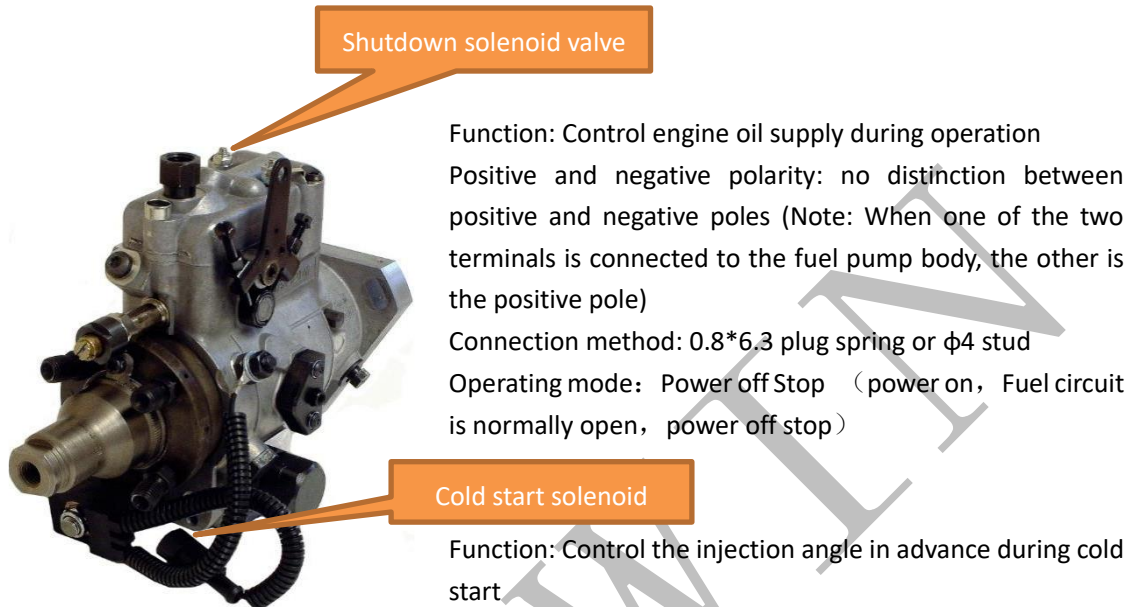 Shutdown solenoid valve
Function: Control engine oil supply during operation
Positive and negative polarity: no distinction between
positive and negative poles (Note: When one of the two
terminals is connected to the fuel pump body, the other is
the positive pole)
Connection method: 0.8*6.3 plug spring or ф4 stud
Operating mode：Power off Stop （power on，Fuel circuit
is normally open，power off stop）
Cold start solenoid
Function: Control the injection angle in advance during cold
start
WIN